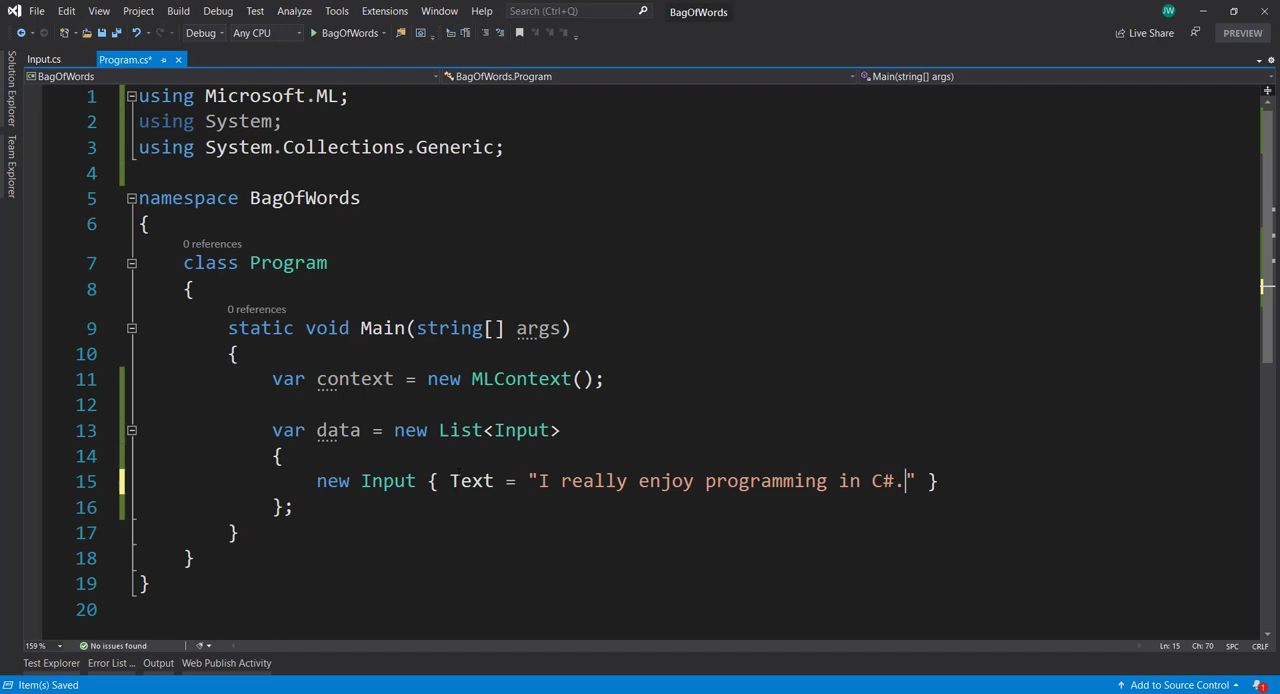 File Edit View Project Build Debug Test Analyze Tools Extensions Window Help Search (Ctrl+Q) BagOfWords JW
Debug Any CPU BagOfWords Live Share PREVIEW
Input.cs Program.cs*
BagOfWords BagOfWords.Program Main(string[] args)
Solution Explorer
Team Explorer
1 using Microsoft.ML;
2 using System;
3 using System.Collections.Generic;
4
5 namespace BagOfWords
6 {
0 references
7 class Program
8 {
0 references
9 static void Main(string[] args)
10 {
11 var context = new MLContext();
12
13 var data = new List<Input>
14 {
15 new Input { Text = "I really enjoy programming in C#." }
16 };
17 }
18 }
19 }
20
159 % No issues found Ln: 15 Ch: 70 SPC CRLF
Test Explorer Error List ... Output Web Publish Activity
Item(s) Saved Add to Source Control 1